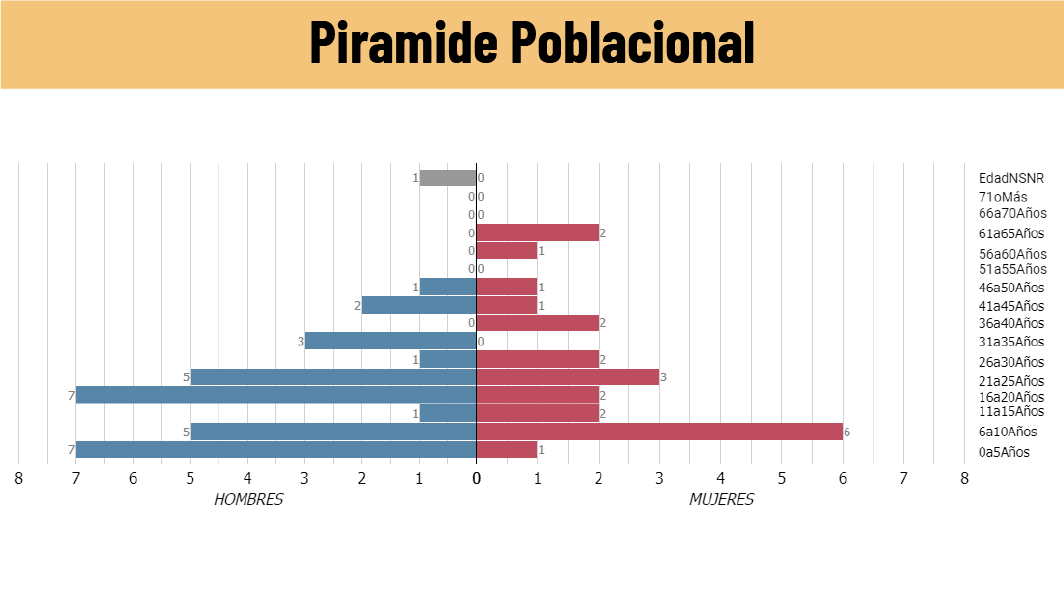 Piramide Poblacional
1 0 EdadNSNR
0 0 71oMás
0 0 66a70Años
0 2 61a65Años
0 1 56a60Años
0 0 51a55Años
1 1 46a50Años
2 1 41a45Años
0 2 36a40Años
3 0 31a35Años
1 2 26a30Años
5 3 21a25Años
7 2 16a20Años
1 2 11a15Años
5 6 6a10Años
7 1 0a5Años
8 7 6 5 4 3 2 1 0 1 2 3 4 5 6 7 8
HOMBRES MUJERES